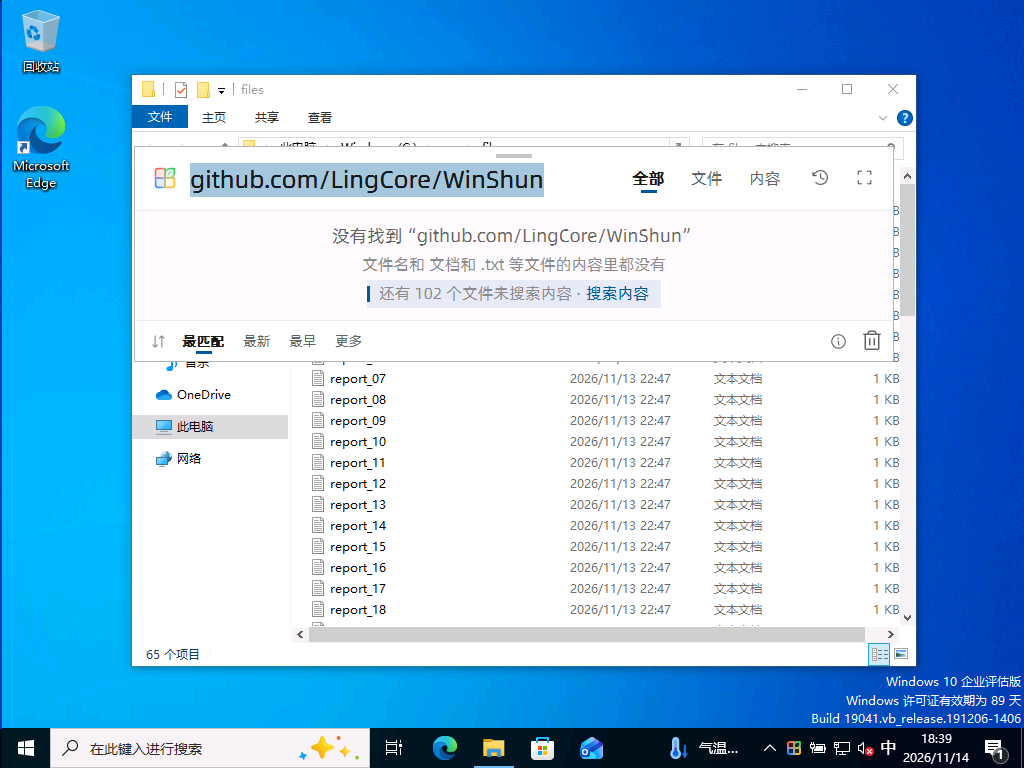 回收站
Microsoft
Edge
files
文件 主页 共享 查看
github.com/LingCore/WinShun 全部 文件 内容
没有找到 “github.com/LingCore/WinShun”
文件名和 文档和 .txt 等文件的内容里都没有
还有 102 个文件未搜索内容 · 搜索内容
最匹配 最新 最早 更多
音乐
OneDrive
此电脑
网络
report_07 2026/11/13 22:47 文本文档 1 KB
report_08 2026/11/13 22:47 文本文档 1 KB
report_09 2026/11/13 22:47 文本文档 1 KB
report_10 2026/11/13 22:47 文本文档 1 KB
report_11 2026/11/13 22:47 文本文档 1 KB
report_12 2026/11/13 22:47 文本文档 1 KB
report_13 2026/11/13 22:47 文本文档 1 KB
report_14 2026/11/13 22:47 文本文档 1 KB
report_15 2026/11/13 22:47 文本文档 1 KB
report_16 2026/11/13 22:47 文本文档 1 KB
report_17 2026/11/13 22:47 文本文档 1 KB
report_18 2026/11/13 22:47 文本文档 1 KB
65 个项目
Windows 10 企业评估版
Windows 许可证有效期为 89 天
Build 19041.vb_release.191206-1406
在此键入进行搜索
气温...
中
18:39
2026/11/14
1